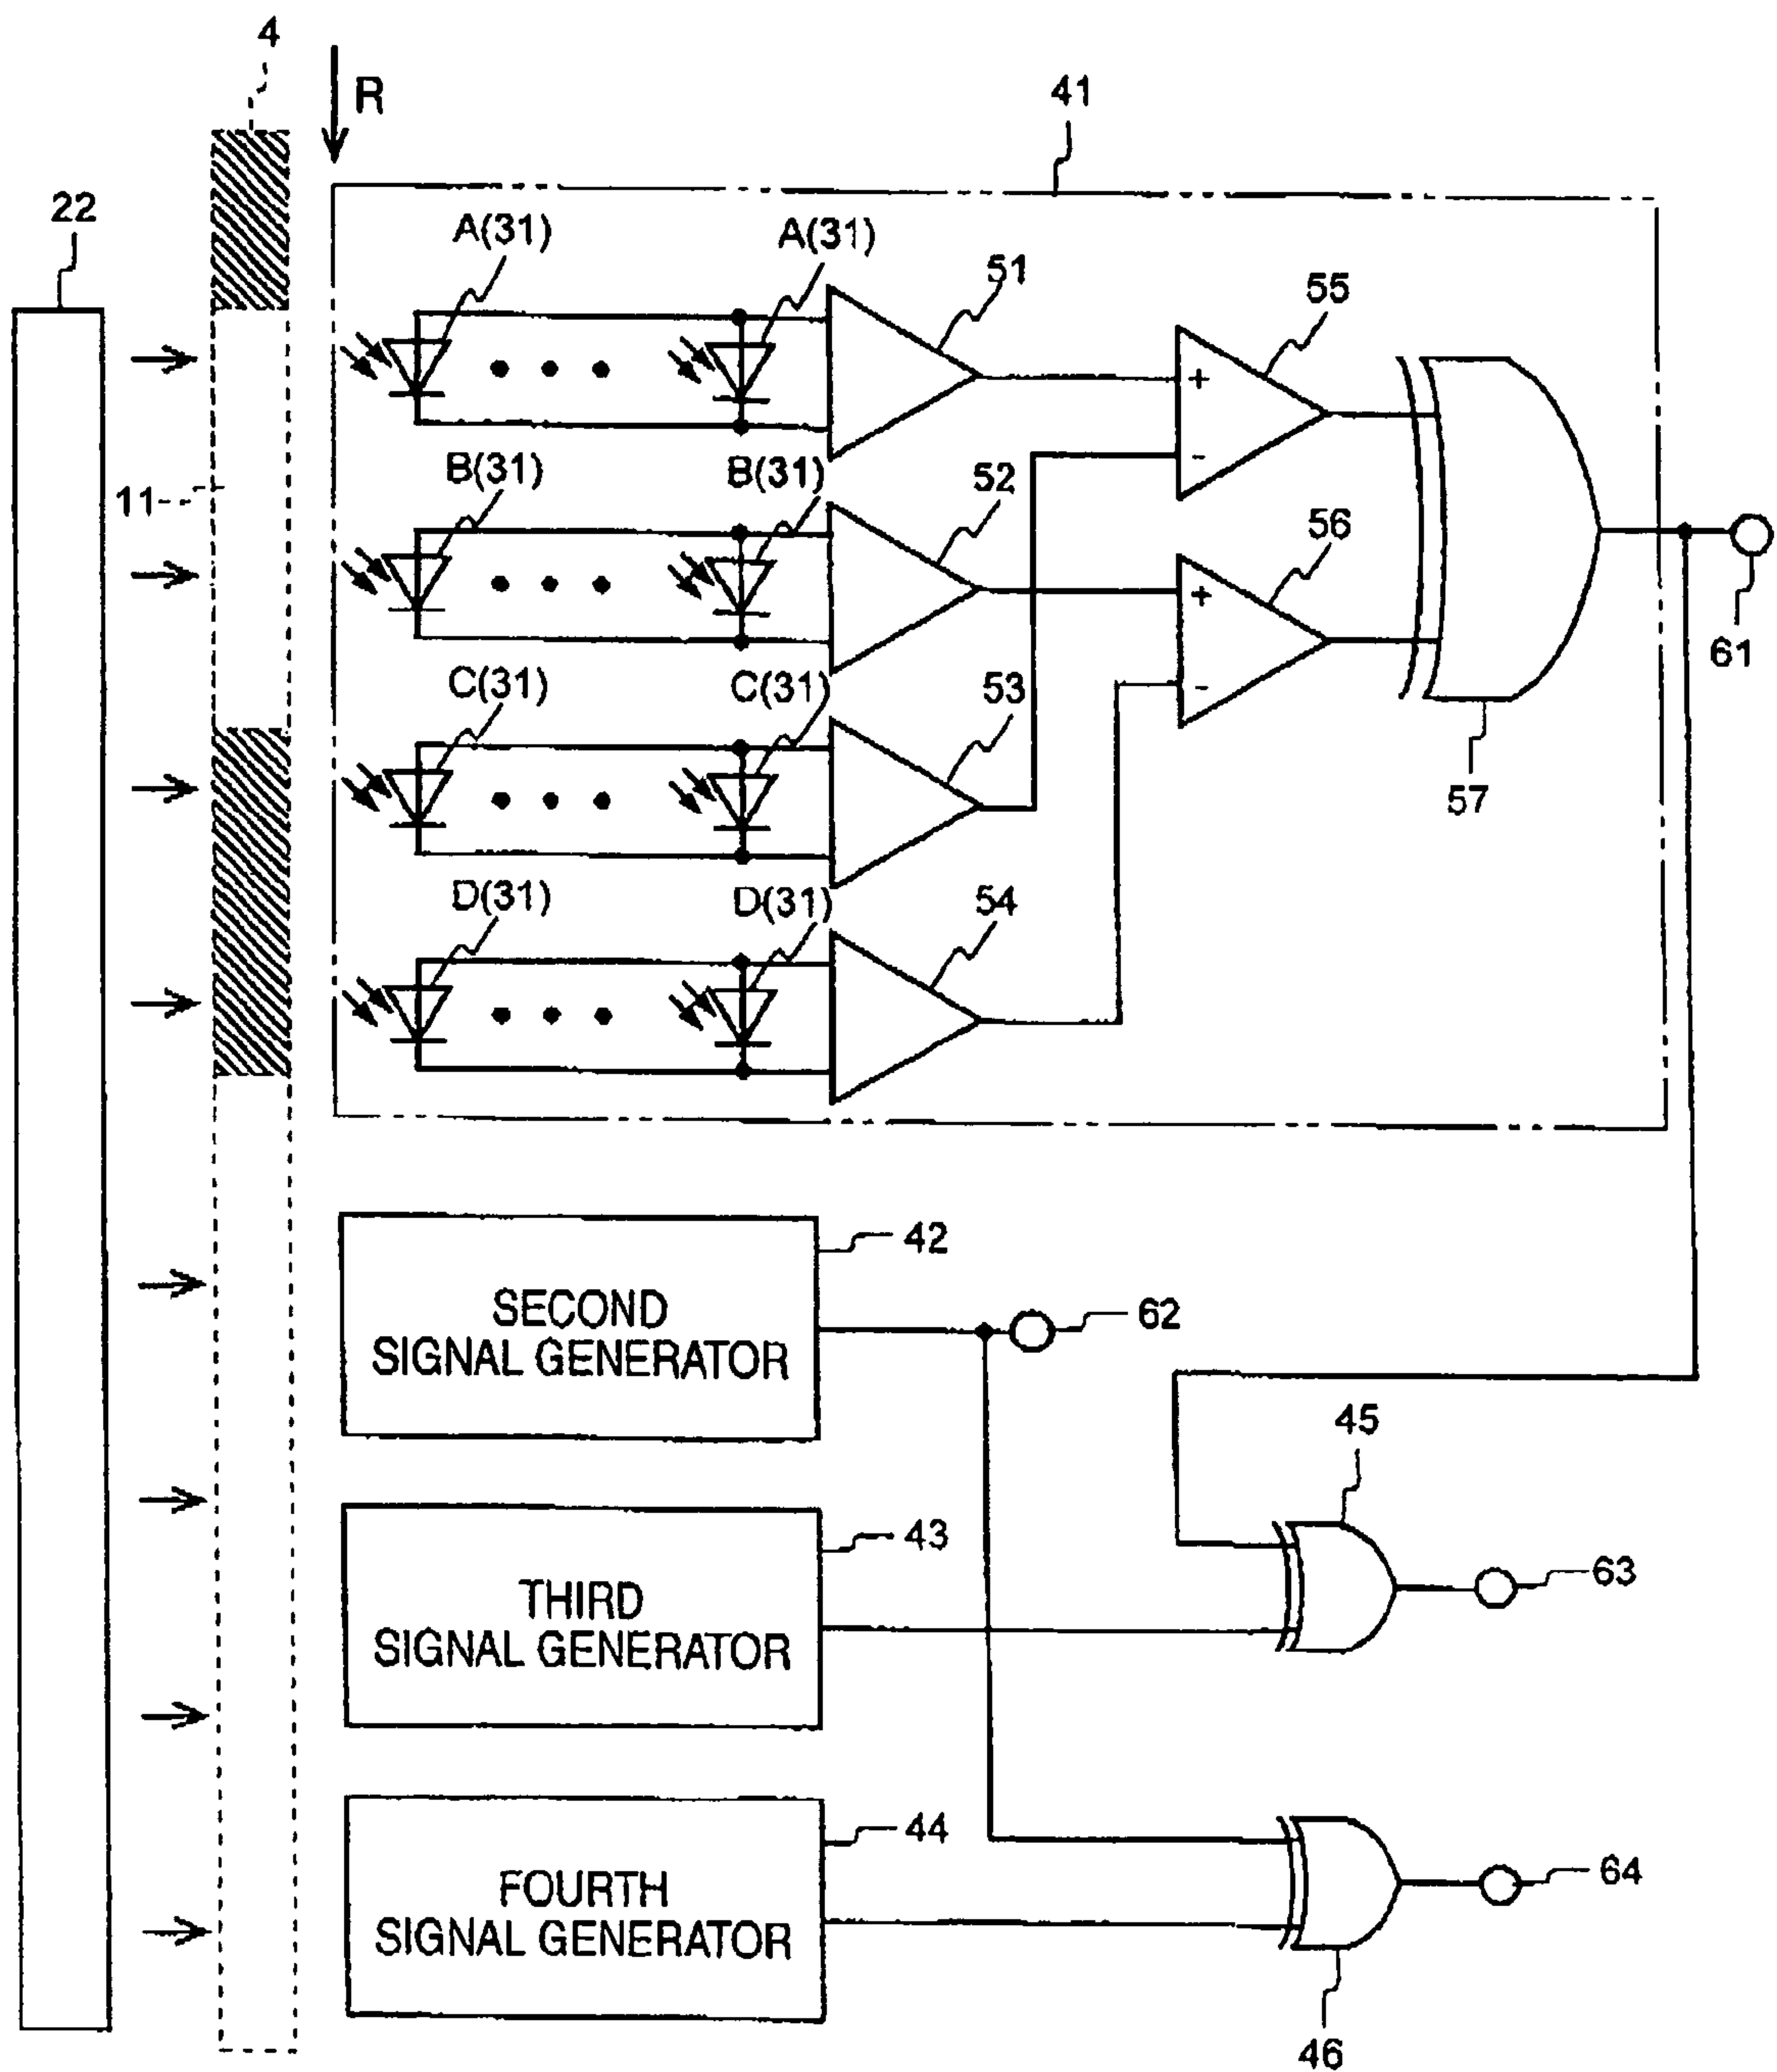 4
R
41
22
A(31)
A(31)
51
55
+
-
B(31)
B(31)
52
11
56
+
-
61
C(31)
C(31)
53
57
D(31)
D(31)
54
42
SECOND
SIGNAL GENERATOR
62
45
43
THIRD
SIGNAL GENERATOR
63
44
FOURTH
SIGNAL GENERATOR
64
46